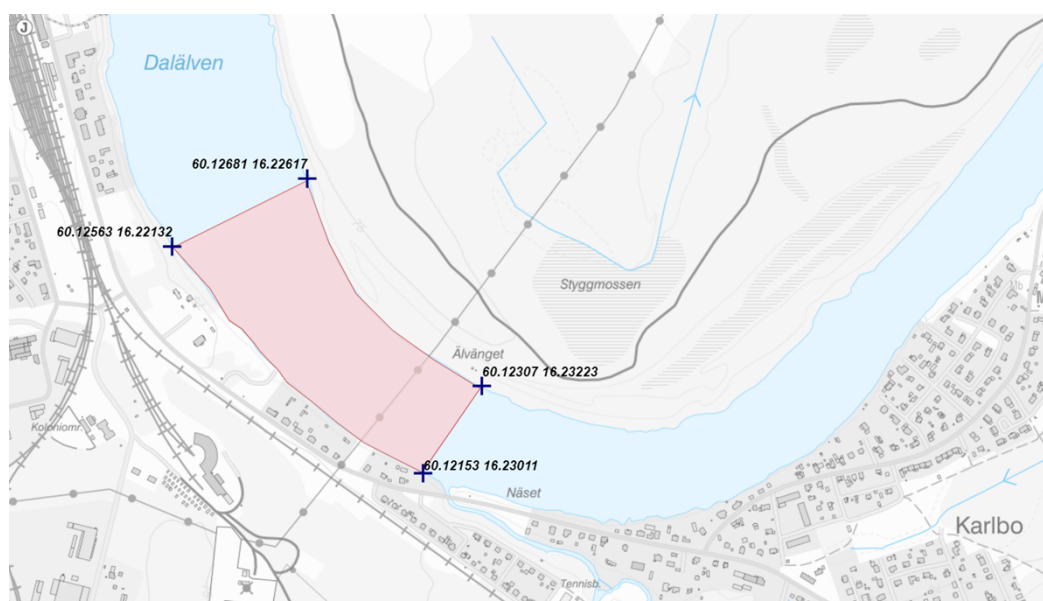 J
Dalälven
60.12681 16.22617
60.12563 16.22132
75
Styggmossen
Älvänget
60.12307 16.23223
Koloniomr.
60.12153 16.23011
Näset
Karlbo
Tennisb.